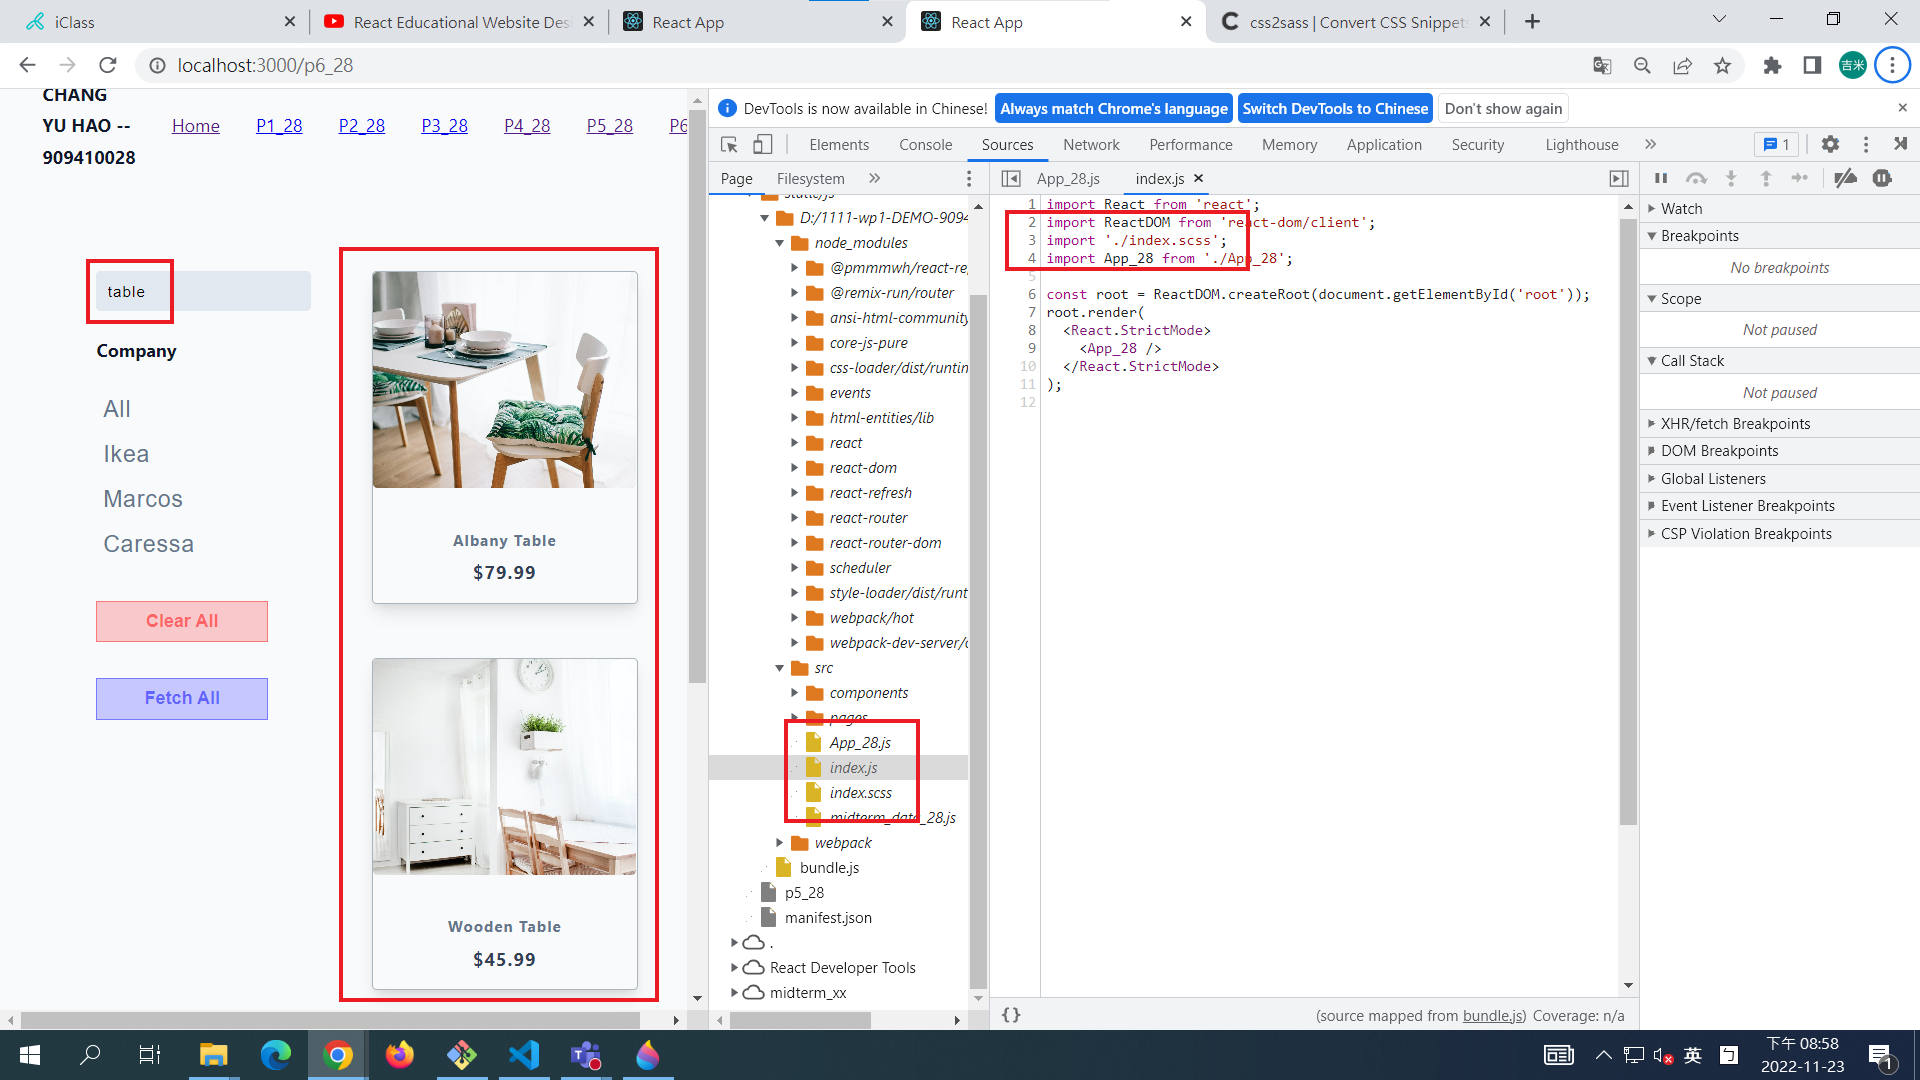 iClass
React Educational Website Des
React App
React App
css2sass | Convert CSS Snippets
localhost:3000/p6_28
吉米
CHANG
YU HAO --
909410028
Home
P1_28
P2_28
P3_28
P4_28
P5_28
P6
table
Company
All
Ikea
Marcos
Caressa
Clear All
Fetch All
Albany Table
$79.99
Wooden Table
$45.99
DevTools is now available in Chinese!
Always match Chrome's language
Switch DevTools to Chinese
Don't show again
Elements
Console
Sources
Network
Performance
Memory
Application
Security
Lighthouse
1
Page
Filesystem
static/js
D:/1111-wp1-DEMO-9094
node_modules
@pmmmwh/react-re
@remix-run/router
ansi-html-community
core-js-pure
css-loader/dist/runtin
events
html-entities/lib
react
react-dom
react-refresh
react-router
react-router-dom
scheduler
style-loader/dist/runt
webpack/hot
webpack-dev-server/c
src
components
pages
App_28.js
index.js
index.scss
midterm_data_28.js
webpack
bundle.js
p5_28
manifest.json
.
React Developer Tools
midterm_xx
App_28.js
index.js
1 import React from 'react';
2 import ReactDOM from 'react-dom/client';
3 import './index.scss';
4 import App_28 from './App_28';
5
6 const root = ReactDOM.createRoot(document.getElementById('root'));
7 root.render(
8 <React.StrictMode>
9 <App_28 />
10 </React.StrictMode>
11 );
12
{}
(source mapped from bundle.js) Coverage: n/a
Watch
Breakpoints
No breakpoints
Scope
Not paused
Call Stack
Not paused
XHR/fetch Breakpoints
DOM Breakpoints
Global Listeners
Event Listener Breakpoints
CSP Violation Breakpoints
英
ㄅ
下午 08:58
2022-11-23
1